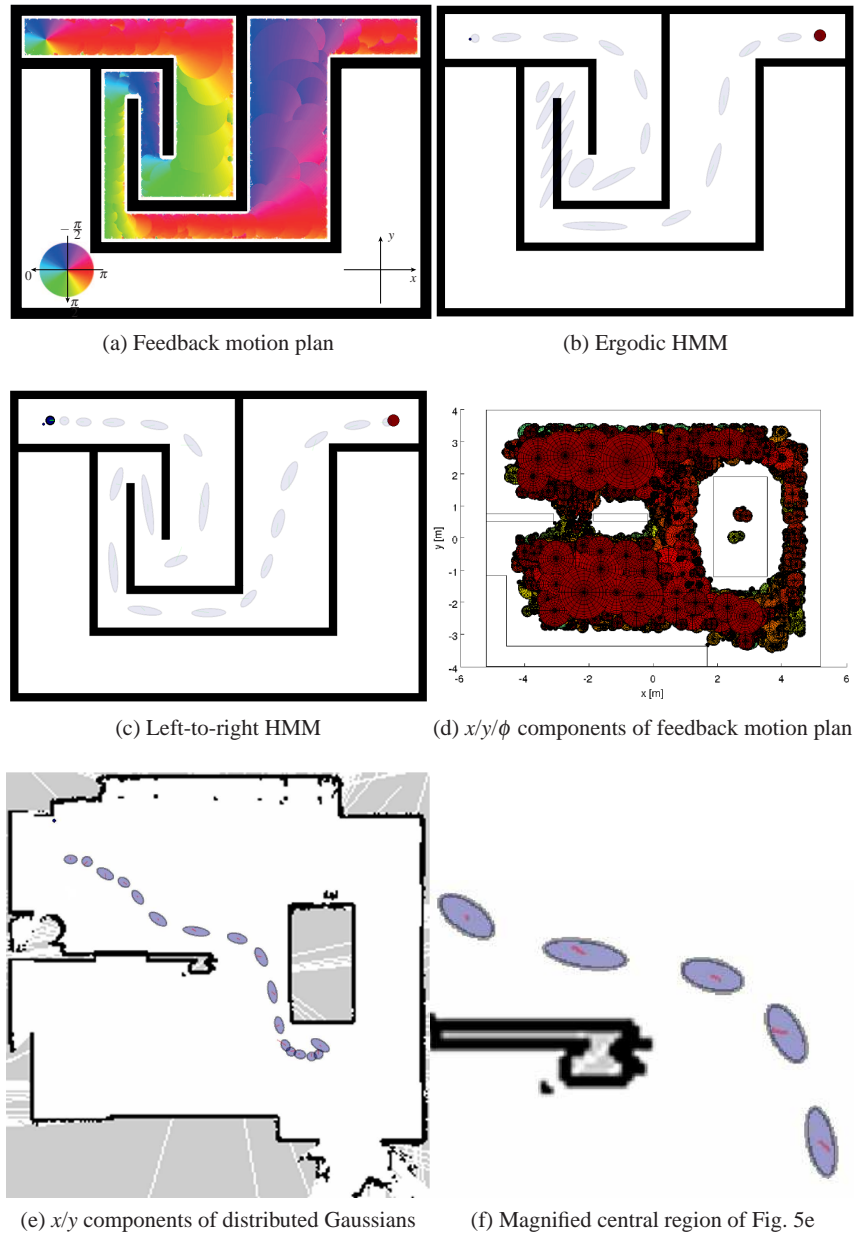 − π/2
0
π
π/2
y
x
(a) Feedback motion plan
(b) Ergodic HMM
(c) Left-to-right HMM
4
3
2
1
0
-1
-2
-3
-4
y [m]
-6
-4
-2
0
2
4
6
x [m]
(d) x/y/ϕ components of feedback motion plan
(e) x/y components of distributed Gaussians
(f) Magnified central region of Fig. 5e